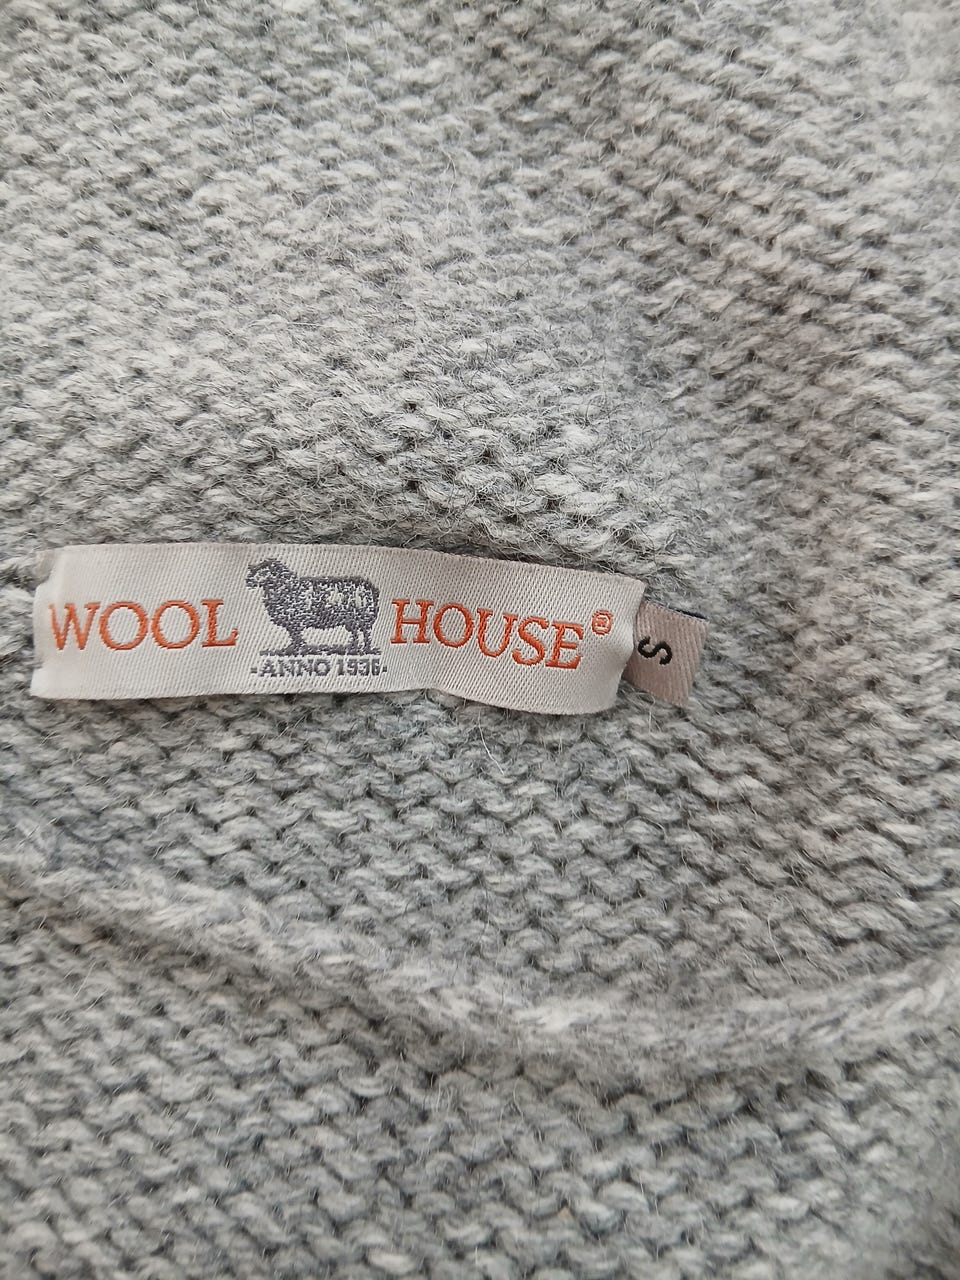 WOOL HOUSE®
·ANNO 1936·
S